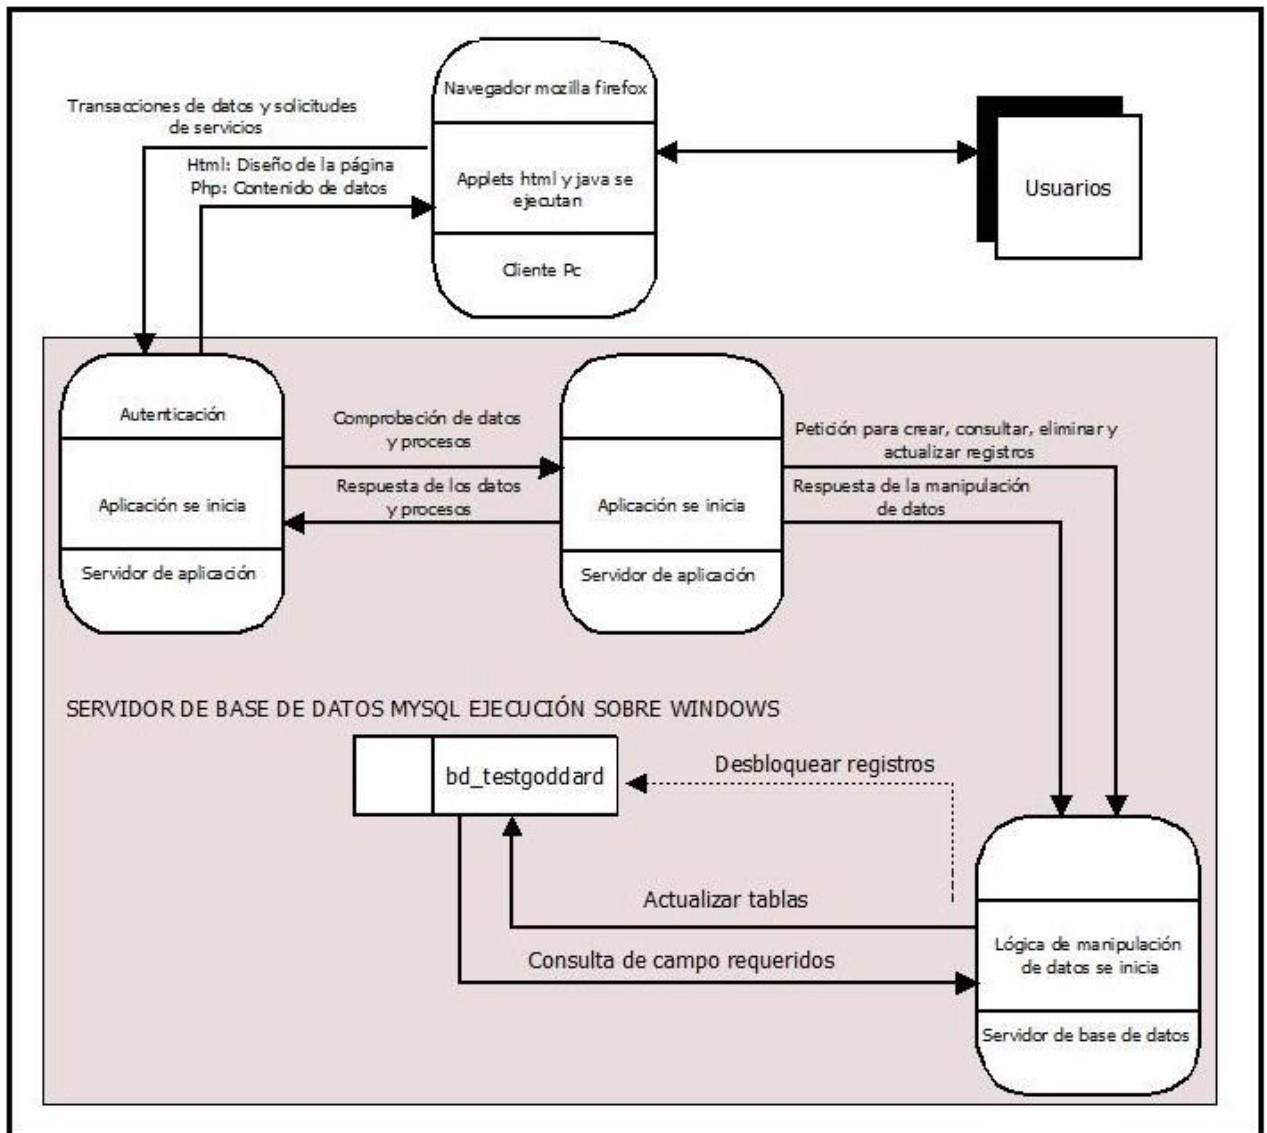 Navegador mozilla firefox
Transacciones de datos y solicitudes
de servicios
Html: Diseño de la página
Php: Contenido de datos
Applets html y java se
ejecutan
Cliente Pc
Usuarios
Autenticación
Aplicación se inicia
Servidor de aplicación
Comprobación de datos
y procesos
Respuesta de los datos
y procesos
Aplicación se inicia
Servidor de aplicación
Petición para crear, consultar, eliminar y
actualizar registros
Respuesta de la manipulación
de datos
SERVIDOR DE BASE DE DATOS MYSQL EJECUCIÓN SOBRE WINDOWS
bd_testgoddard
Desbloquear registros
Actualizar tablas
Consulta de campo requeridos
Lógica de manipulación
de datos se inicia
Servidor de base de datos